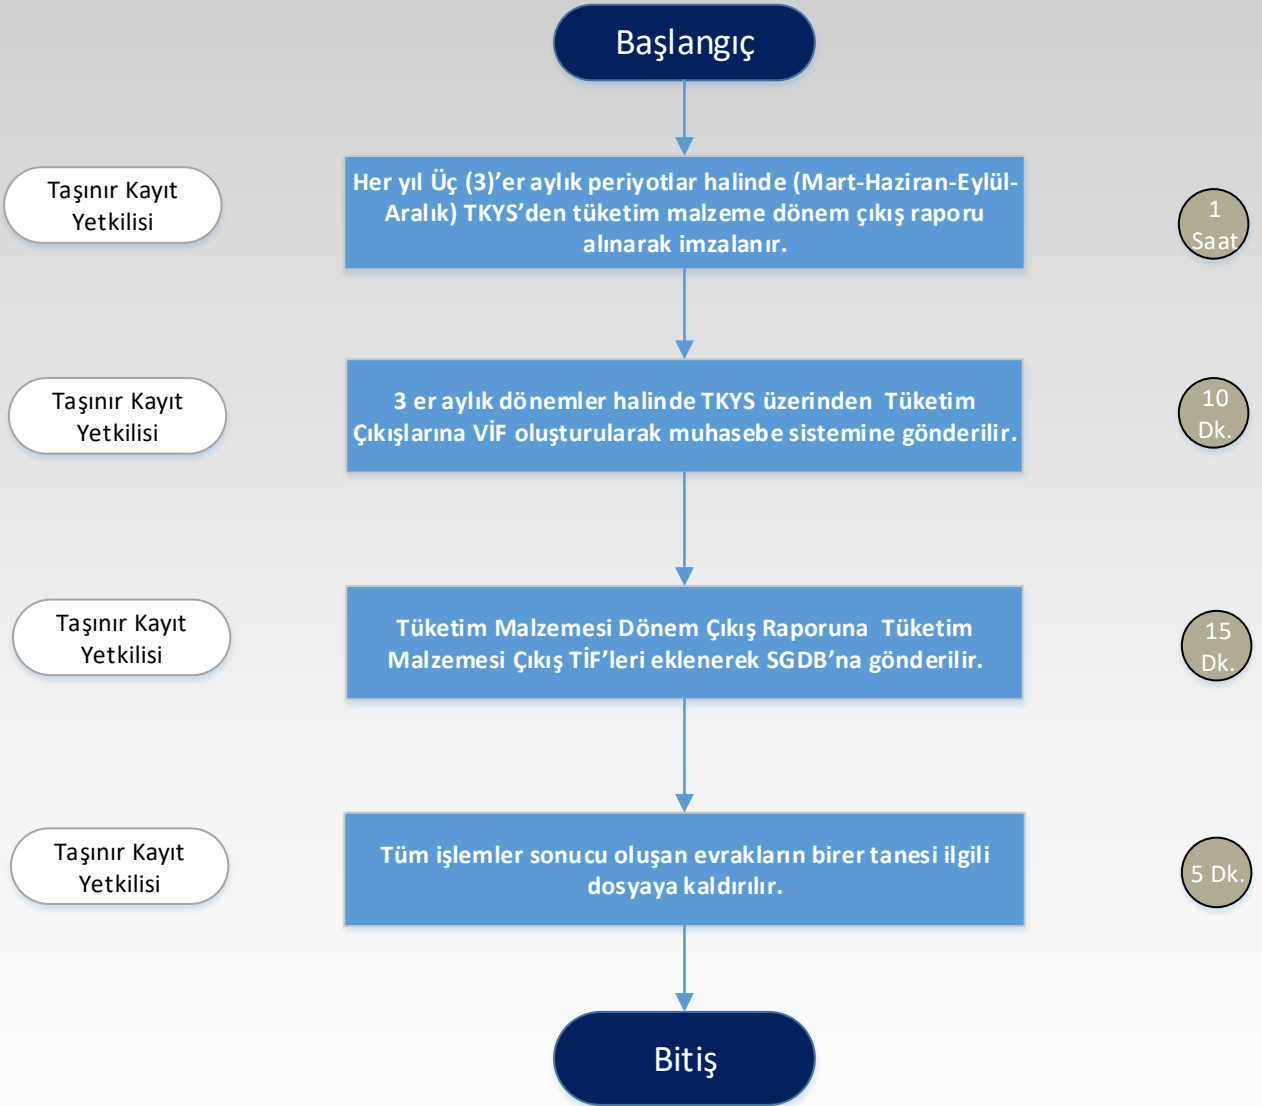 Başlangıç
Taşınır Kayıt
Yetkilisi
Her yıl Üç (3)’er aylık periyotlar halinde (Mart-Haziran-Eylül-
Aralık) TKYS’den tüketim malzeme dönem çıkış raporu
alınarak imzalanır.
1
Saat
Taşınır Kayıt
Yetkilisi
3 er aylık dönemler halinde TKYS üzerinden Tüketim
Çıkışlarına VİF oluşturularak muhasebe sistemine gönderilir.
10
Dk.
Taşınır Kayıt
Yetkilisi
Tüketim Malzemesi Dönem Çıkış Raporuna Tüketim
Malzemesi Çıkış TİF’leri eklenerek SGDB’na gönderilir.
15
Dk.
Taşınır Kayıt
Yetkilisi
Tüm işlemler sonucu oluşan evrakların birer tanesi ilgili
dosyaya kaldırılır.
5 Dk.
Bitiş